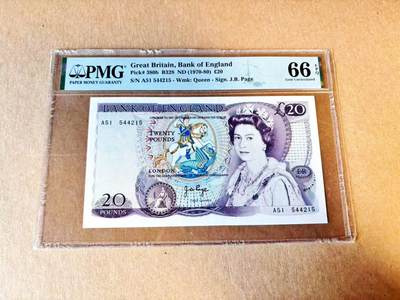 PMG
PAPER MONEY GUARANTY
Great Britain, Bank of England
Pick# 380b B328 ND (1970-80) £20
S/N A51 544215 - Wmk: Queen - Sign. J.B. Page
66 EPQ
Gem Uncirculated
BANK OF ENGLAND
£20
A51 544215
TWENTY
POUNDS
LONDON
20
POUNDS
A51 544215